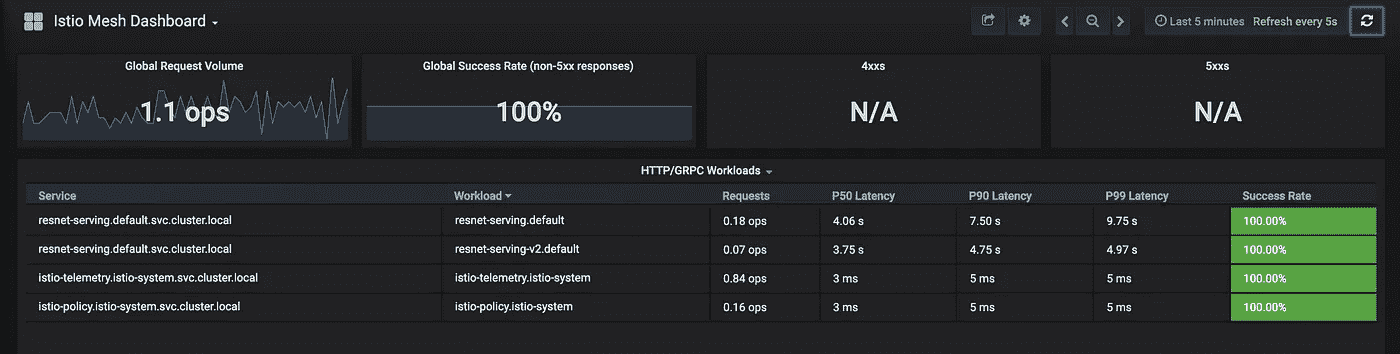 Istio Mesh Dashboard
Last 5 minutes Refresh every 5s
Global Request Volume
1.1 ops
Global Success Rate (non-5xx responses)
100%
4xxs
N/A
5xxs
N/A
HTTP/GRPC Workloads
Service Workload Requests P50 Latency P90 Latency P99 Latency Success Rate
resnet-serving.default.svc.cluster.local resnet-serving.default 0.18 ops 4.06 s 7.50 s 9.75 s 100.00%
resnet-serving.default.svc.cluster.local resnet-serving-v2.default 0.07 ops 3.75 s 4.75 s 4.97 s 100.00%
istio-telemetry.istio-system.svc.cluster.local istio-telemetry.istio-system 0.84 ops 3 ms 5 ms 5 ms 100.00%
istio-policy.istio-system.svc.cluster.local istio-policy.istio-system 0.16 ops 3 ms 5 ms 5 ms 100.00%